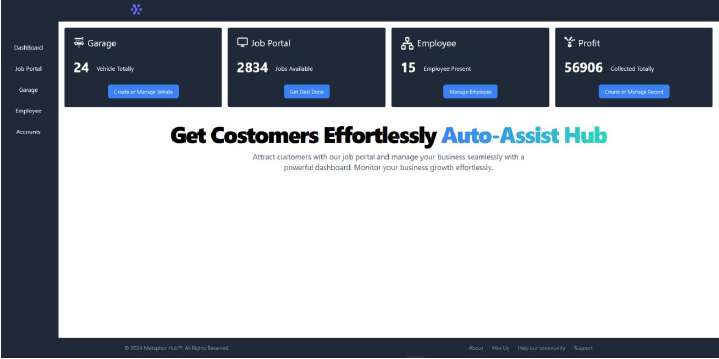 DashBoard
Job Portal
Garage
Employee
Accounts
Garage
24 Vehicle Totally
Create or Manage Vehicle
Job Portal
2834 Jobs Available
Get Deal Done
Employee
15 Employee Present
Manage Employee
Profit
56906 Collected Totally
Create or Manage Record
Get Customers Effortlessly Auto-Assist Hub
Attract customers with our job portal and manage your business seamlessly with a
powerful dashboard. Monitor your business growth effortlessly.
© 2024 Metaphor Hub™. All Rights Reserved.
About Hire Us Help our community Support